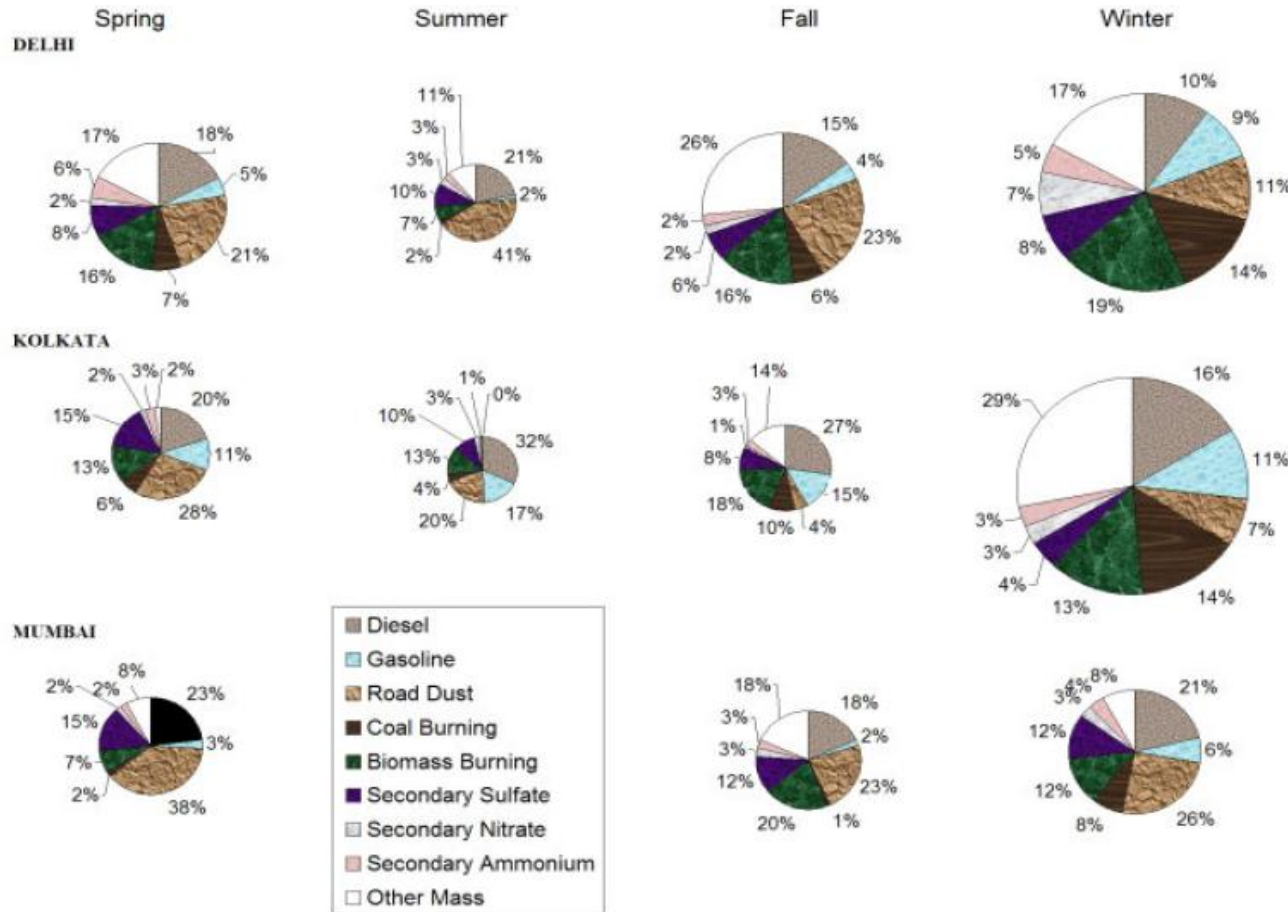 Spring Summer Fall Winter
DELHI
17% 18% 5% 21% 7% 16% 8% 2% 6%
11% 21% 2% 41% 2% 7% 10% 3% 3%
26% 15% 4% 23% 6% 16% 6% 2% 2%
17% 10% 9% 11% 14% 19% 8% 7% 5%
KOLKATA
2% 3% 2% 20% 11% 28% 6% 13% 15%
1% 0% 32% 17% 20% 4% 13% 10% 3%
14% 27% 15% 4% 10% 18% 8% 1% 3%
29% 16% 11% 7% 14% 13% 4% 3% 3%
MUMBAI
8% 23% 3% 38% 2% 7% 15% 2% 2%
18% 18% 2% 23% 1% 20% 12% 3% 3%
8% 21% 6% 26% 8% 12% 12% 3% 4%
Diesel
Gasoline
Road Dust
Coal Burning
Biomass Burning
Secondary Sulfate
Secondary Nitrate
Secondary Ammonium
Other Mass